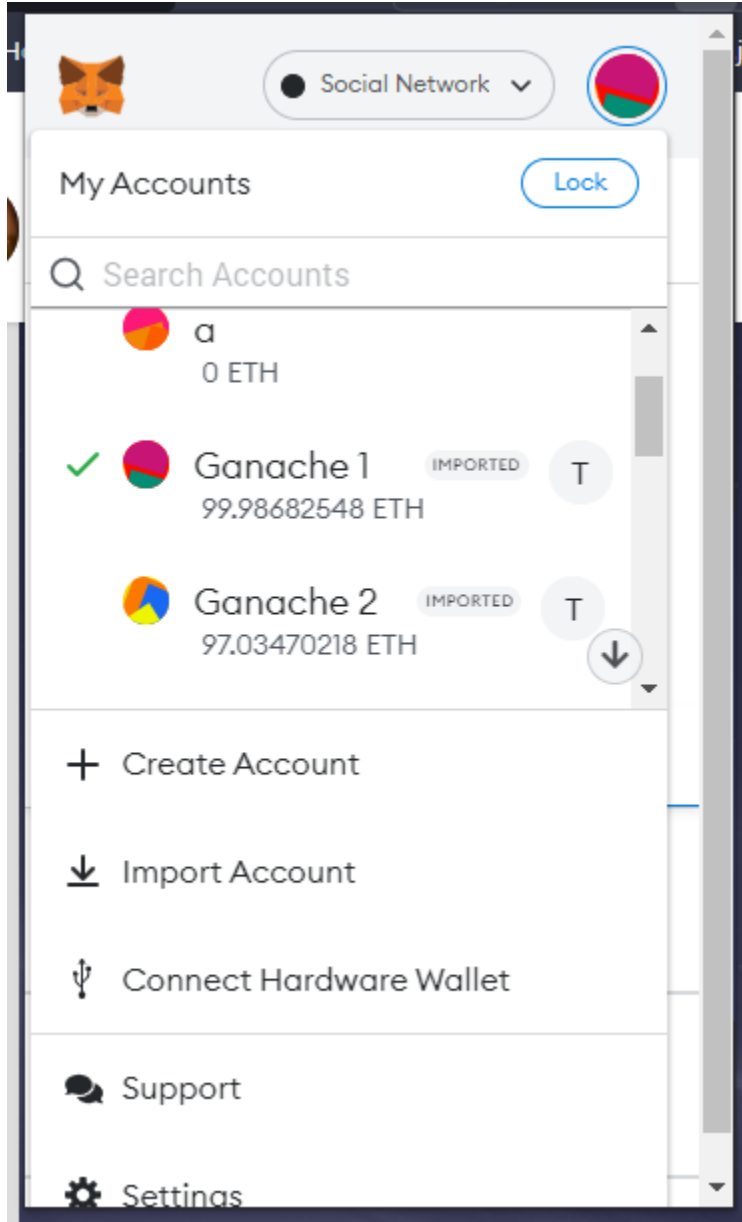 Social Network
My Accounts
Lock
Search Accounts
a
0 ETH
Ganache 1 IMPORTED T
99.98682548 ETH
Ganache 2 IMPORTED T
97.03470218 ETH
Create Account
Import Account
Connect Hardware Wallet
Support
Settings